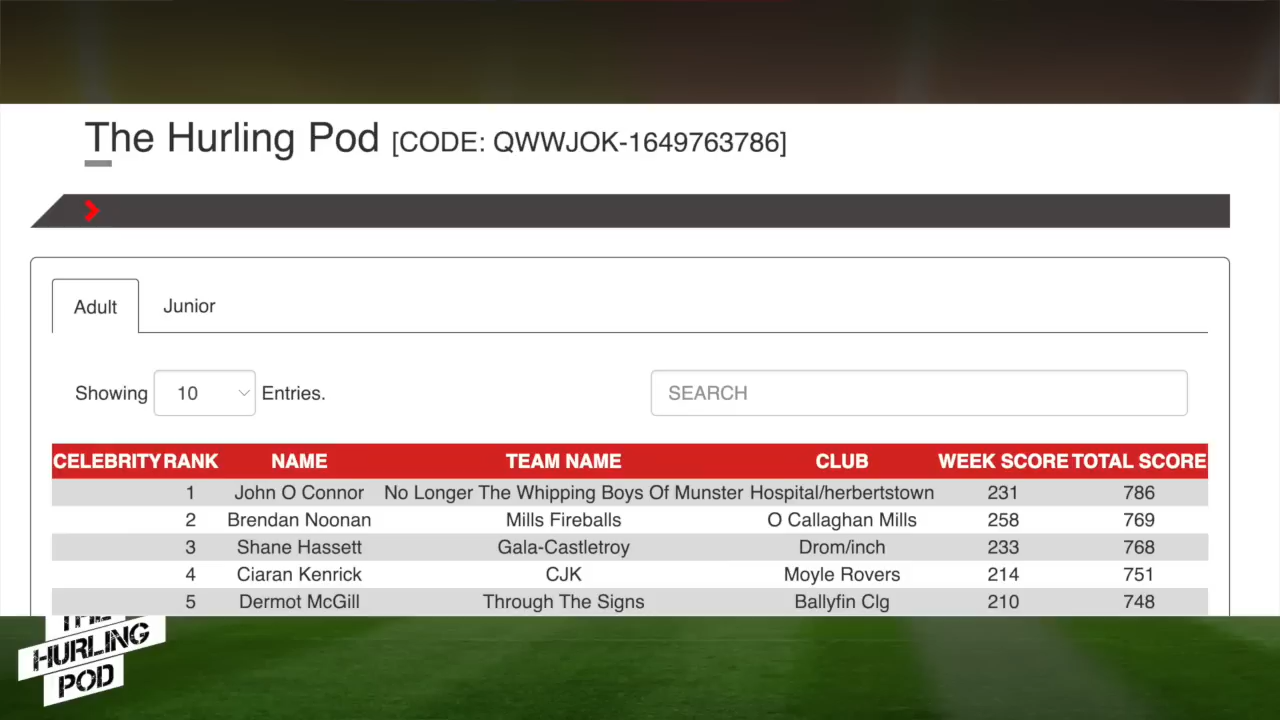 The Hurling Pod [CODE: QWWJOK-1649763786]
Adult Junior
Showing 10 Entries. SEARCH
CELEBRITY RANK NAME TEAM NAME CLUB WEEK SCORE TOTAL SCORE
1 John O Connor No Longer The Whipping Boys Of Munster Hospital/herbertstown 231 786
2 Brendan Noonan Mills Fireballs O Callaghan Mills 258 769
3 Shane Hassett Gala-Castletroy Drom/inch 233 768
4 Ciaran Kenrick CJK Moyle Rovers 214 751
5 Dermot McGill Through The Signs Ballyfin Clg 210 748
THE
HURLING
POD